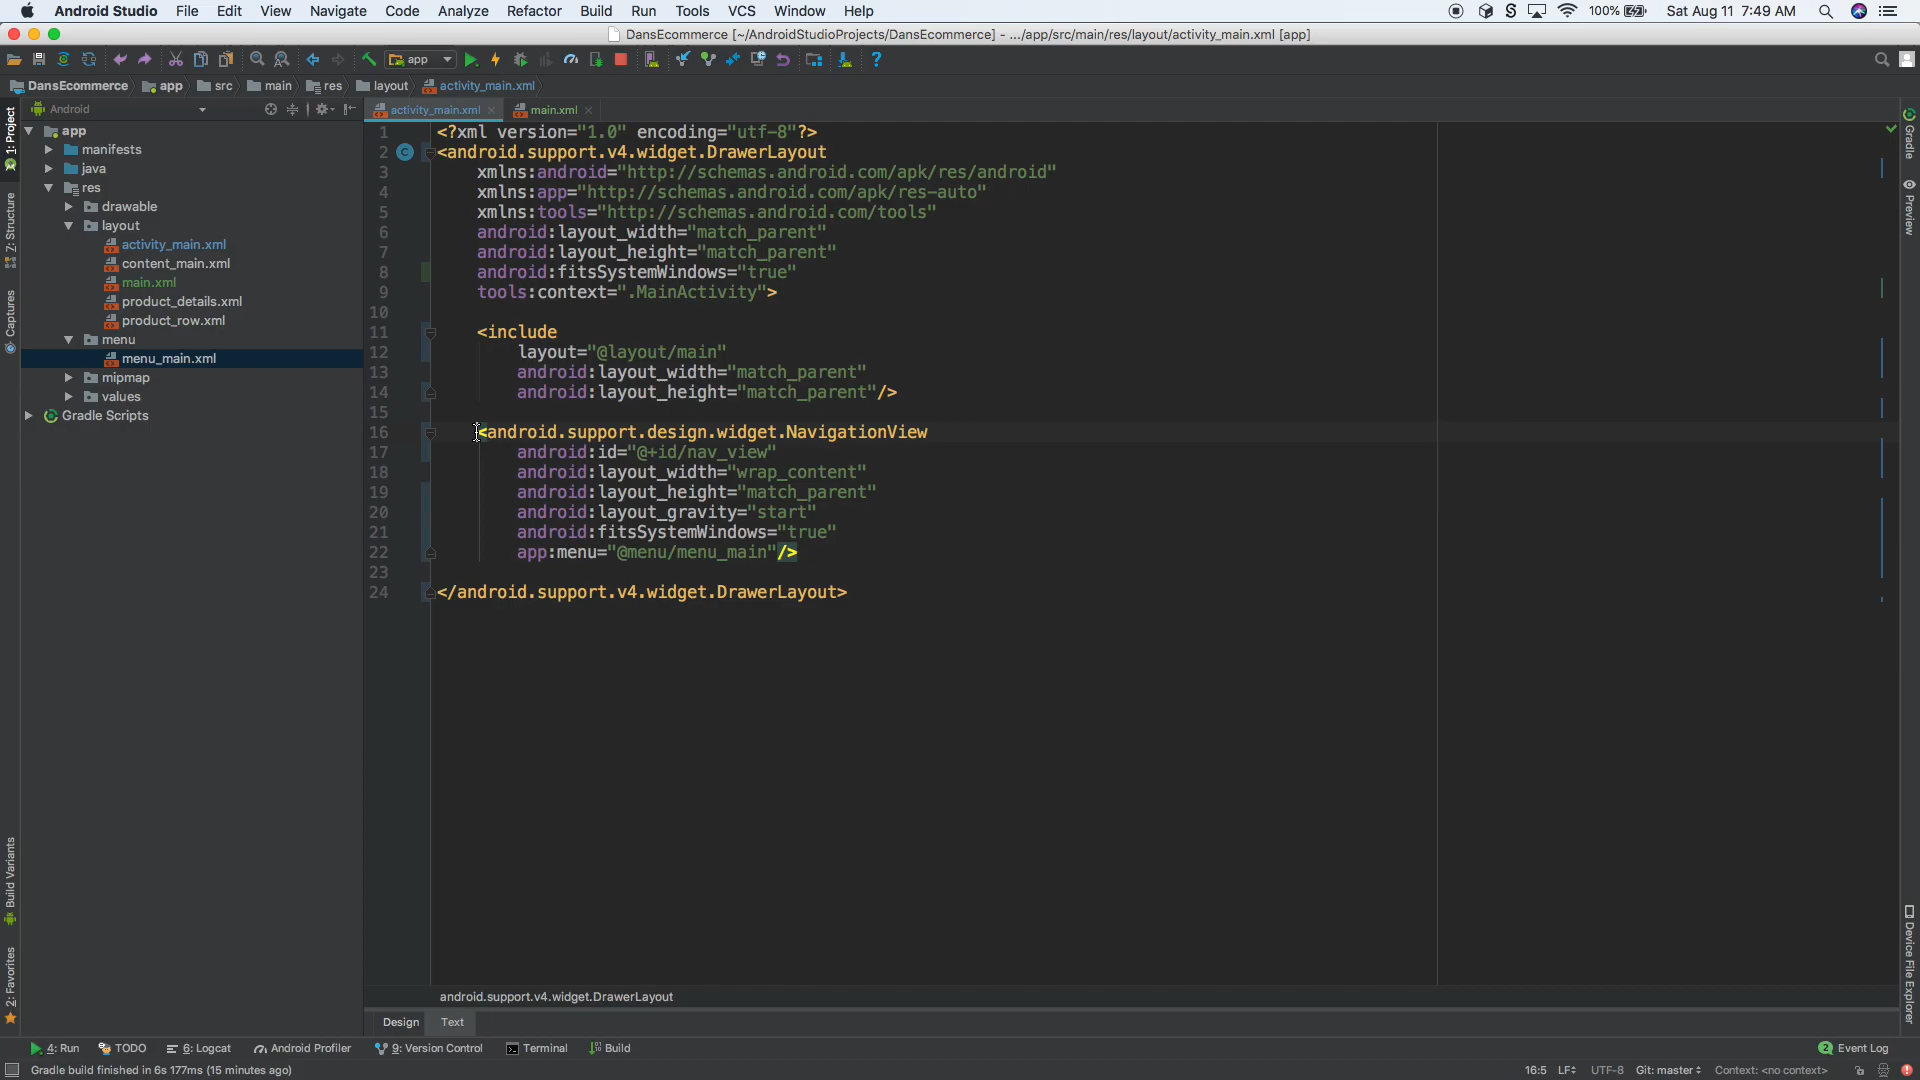 Android Studio File Edit View Navigate Code Analyze Refactor Build Run Tools VCS Window Help 100% Sat Aug 11 7:49 AM
DansEcommerce [~/AndroidStudioProjects/DansEcommerce] - .../app/src/main/res/layout/activity_main.xml [app]
app
DansEcommerce app src main res layout activity_main.xml
Android
activity_main.xml main.xml
app
manifests
java
res
drawable
layout
activity_main.xml
content_main.xml
main.xml
product_details.xml
product_row.xml
menu
menu_main.xml
mipmap
values
Gradle Scripts
1: Project
7: Structure
Captures
Build Variants
2: Favorites
1 <?xml version="1.0" encoding="utf-8"?>
2 <android.support.v4.widget.DrawerLayout
3 xmlns:android="http://schemas.android.com/apk/res/android"
4 xmlns:app="http://schemas.android.com/apk/res-auto"
5 xmlns:tools="http://schemas.android.com/tools"
6 android:layout_width="match_parent"
7 android:layout_height="match_parent"
8 android:fitsSystemWindows="true"
9 tools:context=".MainActivity">
10
11 <include
12 layout="@layout/main"
13 android:layout_width="match_parent"
14 android:layout_height="match_parent"/>
15
16 <android.support.design.widget.NavigationView
17 android:id="@+id/nav_view"
18 android:layout_width="wrap_content"
19 android:layout_height="match_parent"
20 android:layout_gravity="start"
21 android:fitsSystemWindows="true"
22 app:menu="@menu/menu_main"/>
23
24 </android.support.v4.widget.DrawerLayout>
Gradle
Preview
Device File Explorer
android.support.v4.widget.DrawerLayout
Design Text
4: Run TODO 6: Logcat Android Profiler 9: Version Control Terminal Build 2 Event Log
Gradle build finished in 6s 177ms (15 minutes ago) 16:5 LF UTF-8 Git: master Context: <no context>